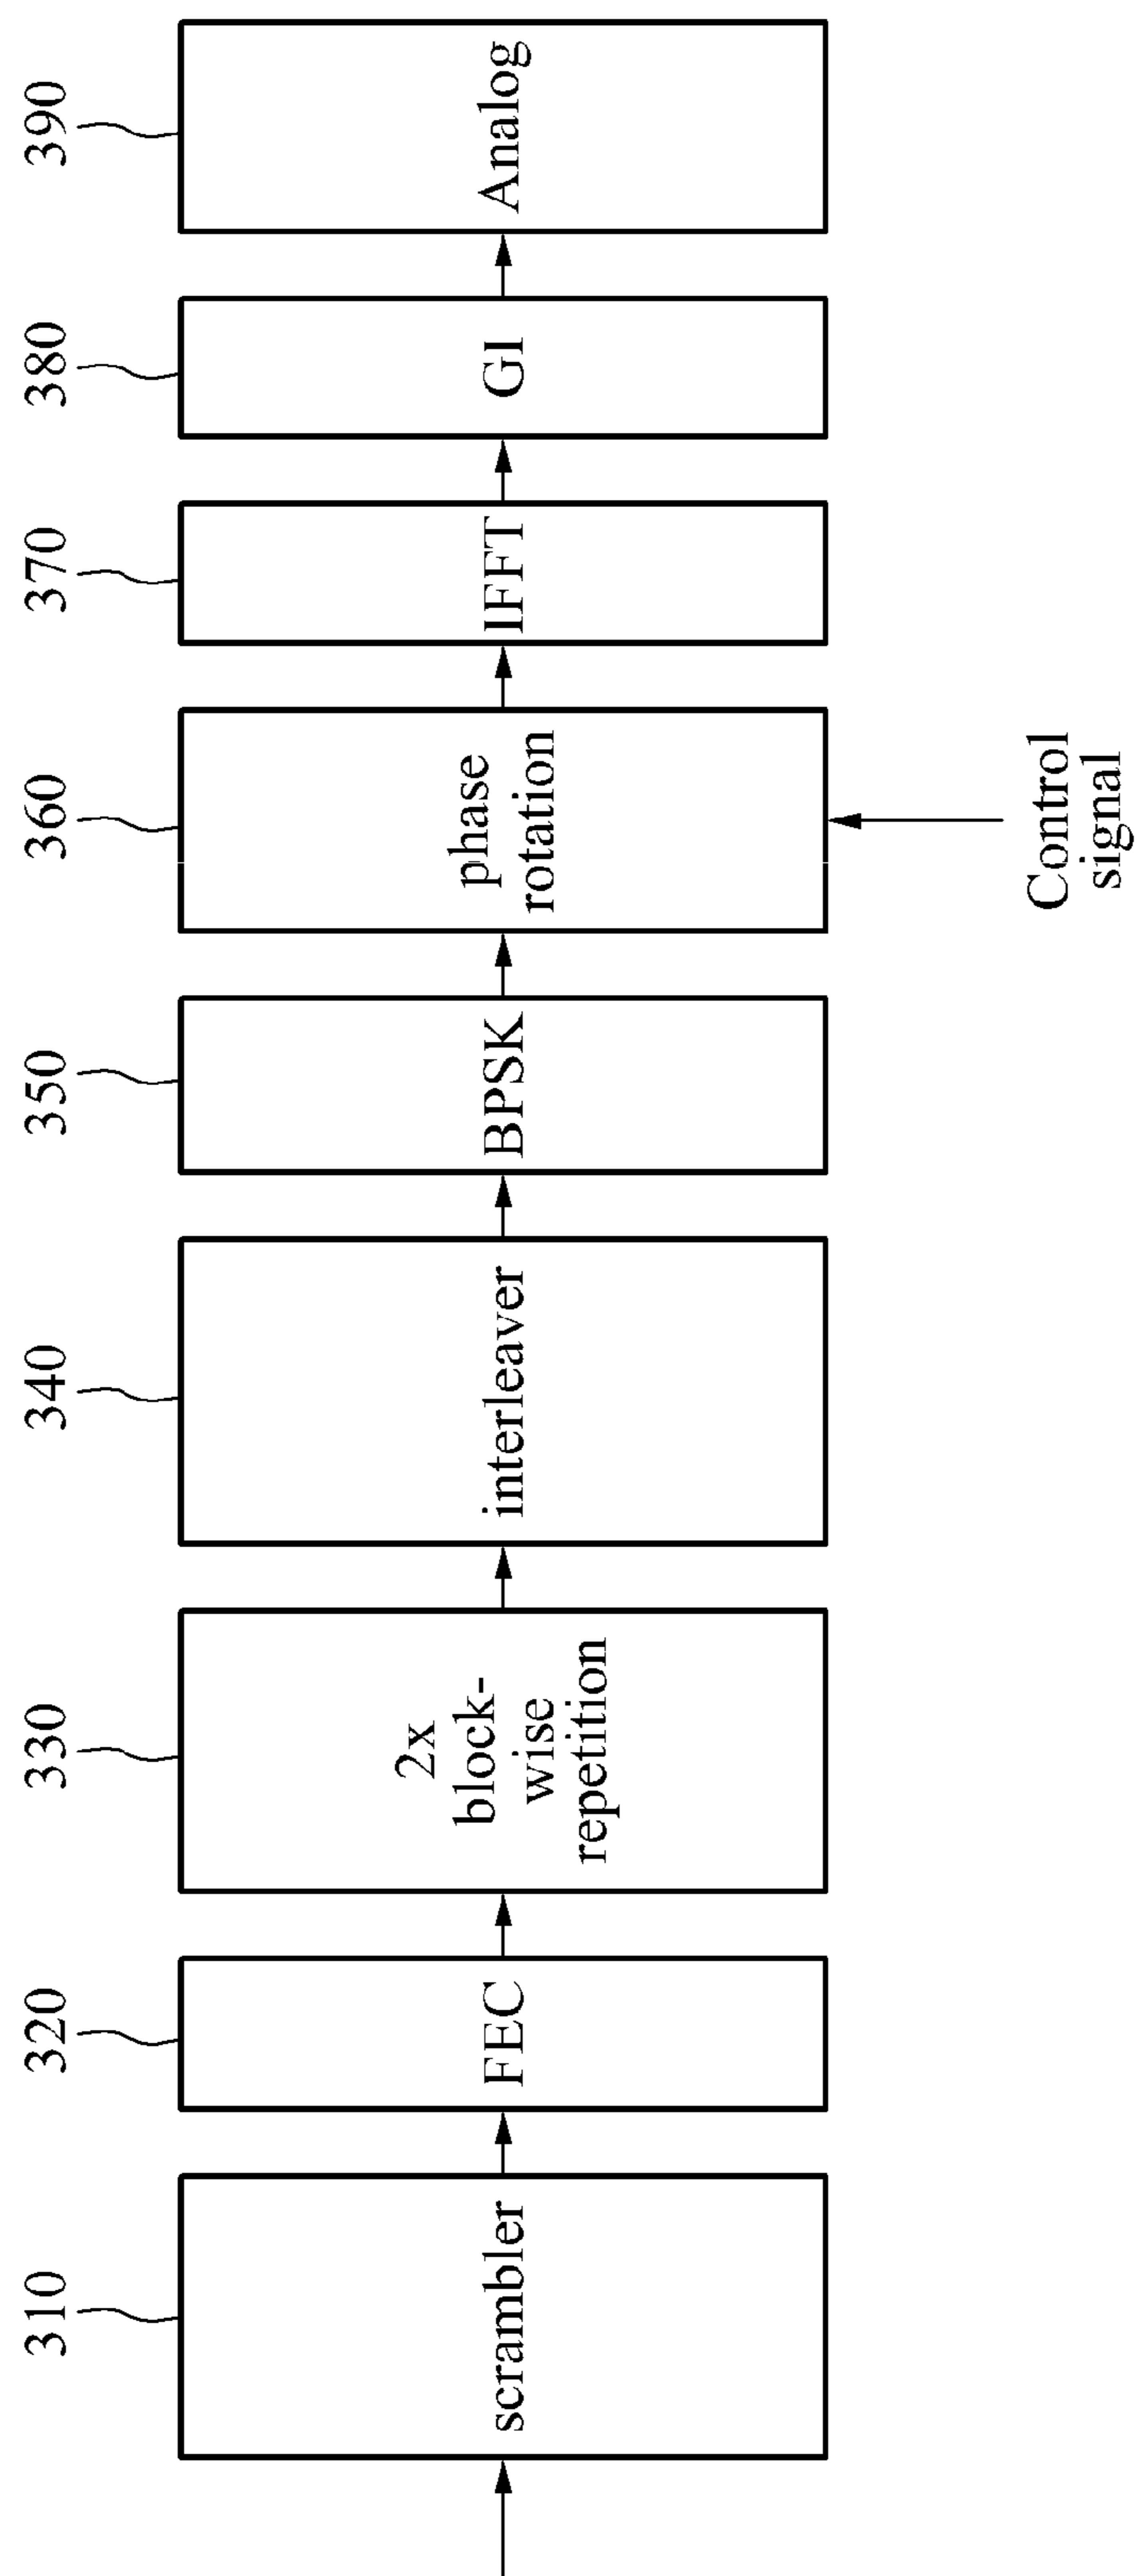 310
320
330
340
350
360
370
380
390
scrambler
FEC
2x
block-
wise
repetition
interleaver
BPSK
phase
rotation
IFFT
GI
Analog
Control
signal